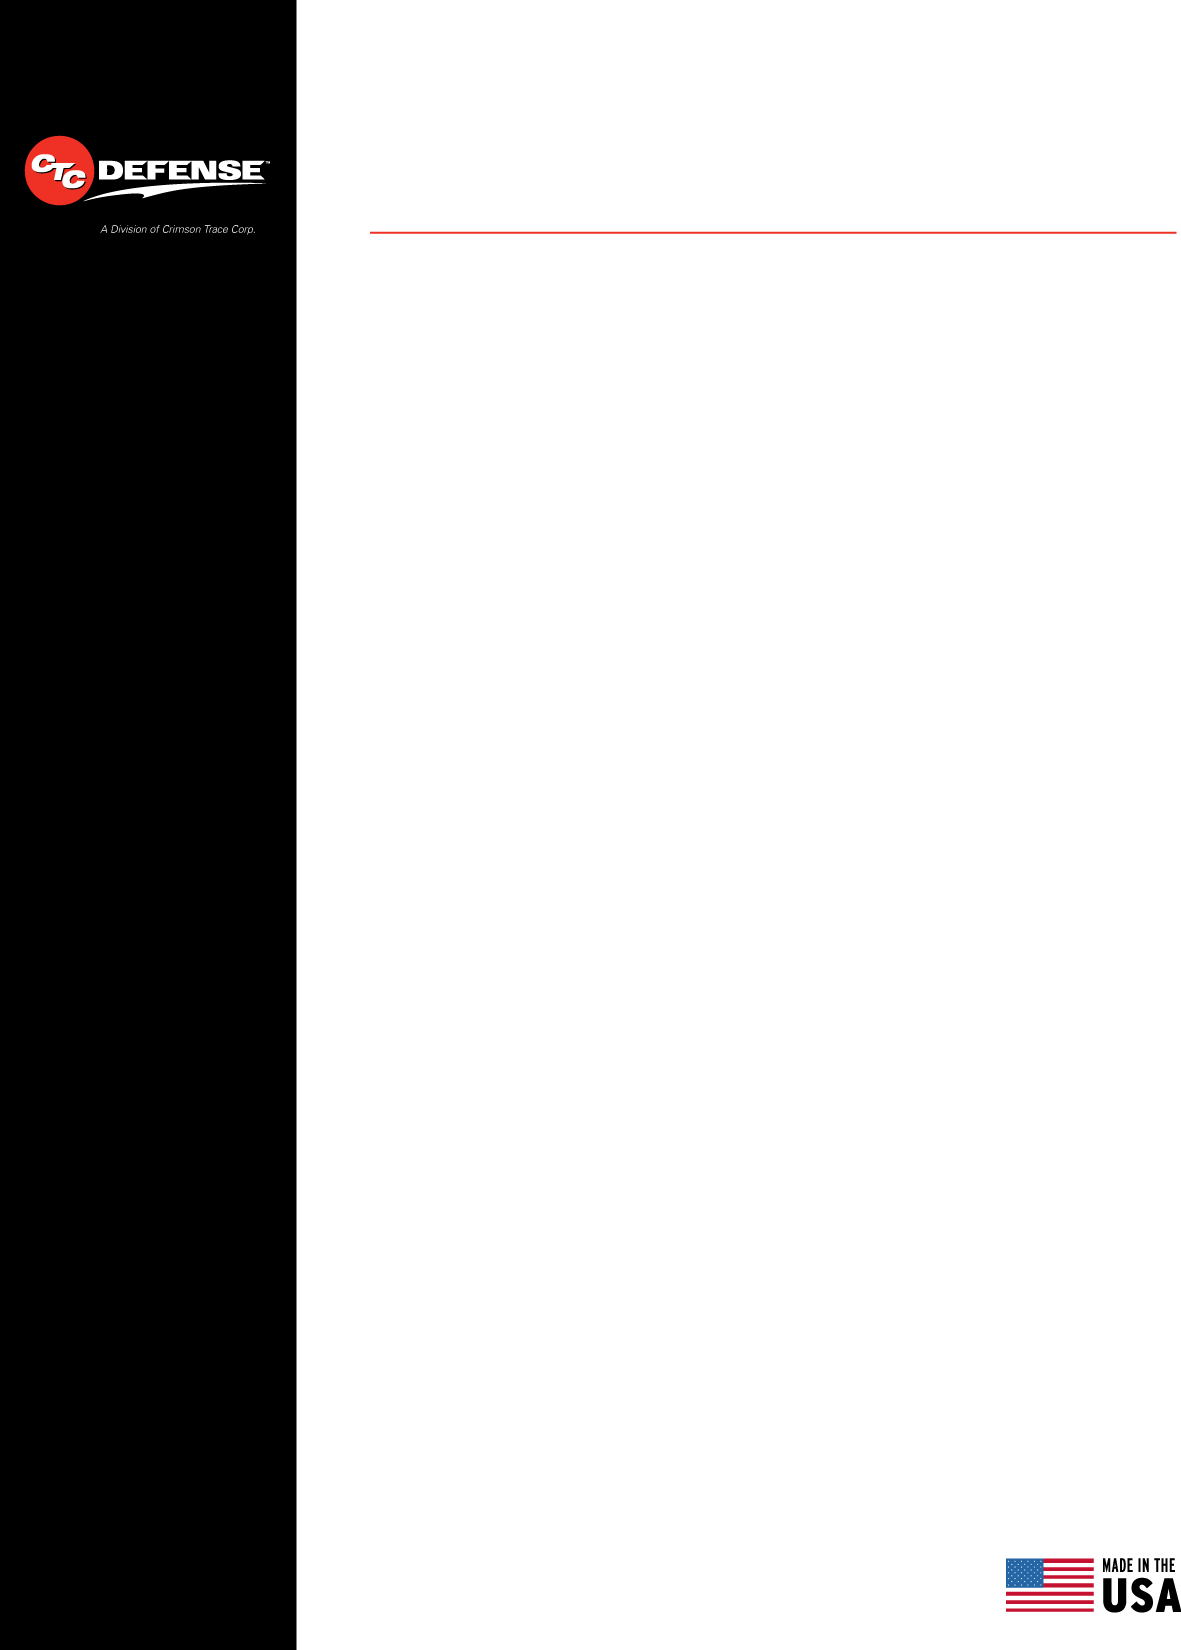 CTC DEFENSE™
A Division of Crimson Trace Corp.
MADE IN THE
USA